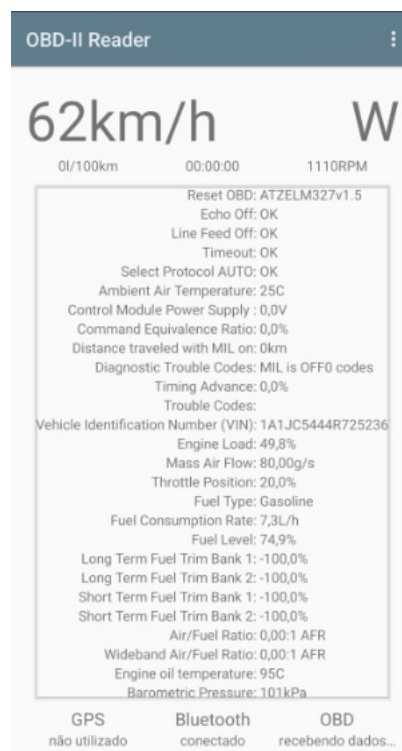 OBD-II Reader
62km/h W
0l/100km 00:00:00 1110RPM
Reset OBD: ATZELM327v1.5
Echo Off: OK
Line Feed Off: OK
Timeout: OK
Select Protocol AUTO: OK
Ambient Air Temperature: 25C
Control Module Power Supply : 0,0V
Command Equivalence Ratio: 0,0%
Distance traveled with MIL on: 0km
Diagnostic Trouble Codes: MIL is OFF0 codes
Timing Advance: 0,0%
Trouble Codes:
Vehicle Identification Number (VIN): 1A1JC5444R725236
Engine Load: 49,8%
Mass Air Flow: 80,00g/s
Throttle Position: 20,0%
Fuel Type: Gasoline
Fuel Consumption Rate: 7,3L/h
Fuel Level: 74,9%
Long Term Fuel Trim Bank 1: -100,0%
Long Term Fuel Trim Bank 2: -100,0%
Short Term Fuel Trim Bank 1: -100,0%
Short Term Fuel Trim Bank 2: -100,0%
Air/Fuel Ratio: 0,00:1 AFR
Wideband Air/Fuel Ratio: 0,00:1 AFR
Engine oil temperature: 95C
Barometric Pressure: 101kPa
GPS Bluetooth OBD
não utilizado conectado recebendo dados...